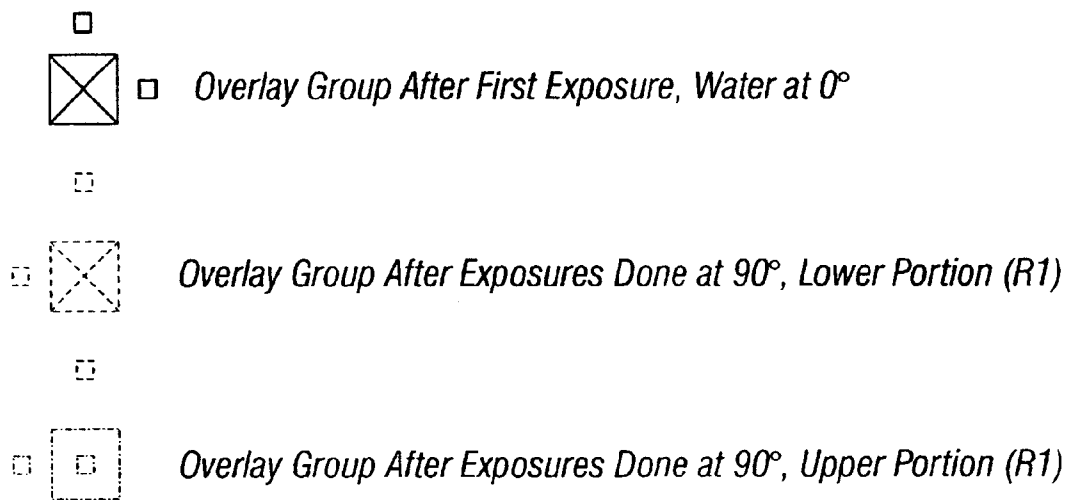 Overlay Group After First Exposure, Water at 0°
Overlay Group After Exposures Done at 90°, Lower Portion (R1)
Overlay Group After Exposures Done at 90°, Upper Portion (R1)